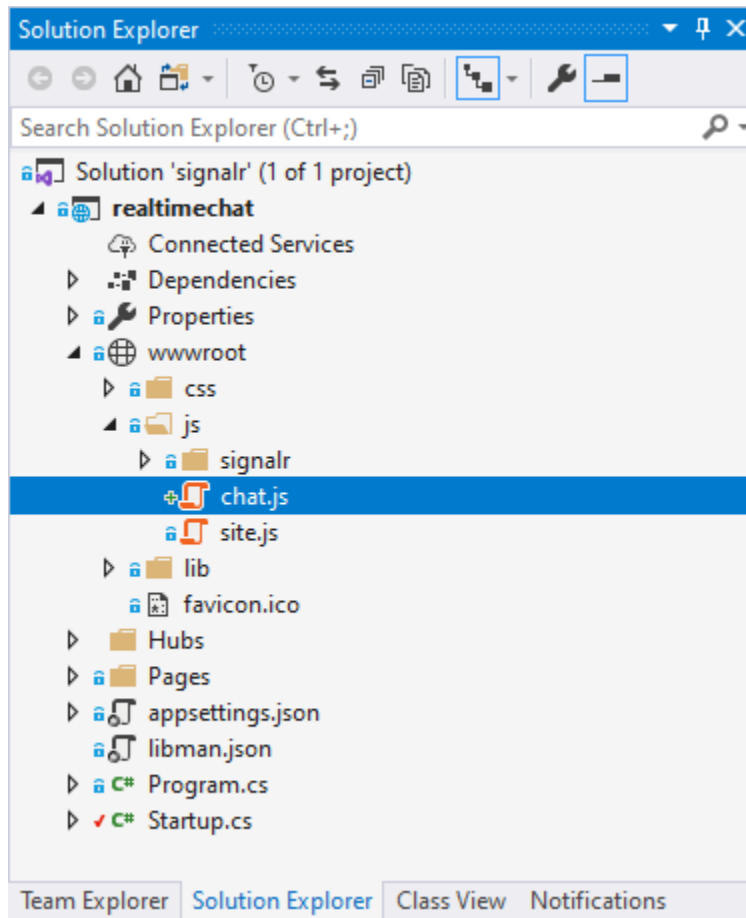 Solution Explorer
Search Solution Explorer (Ctrl+;)
Solution 'signalr' (1 of 1 project)
realtimechat
Connected Services
Dependencies
Properties
wwwroot
css
js
signalr
chat.js
site.js
lib
favicon.ico
Hubs
Pages
appsettings.json
libman.json
C# Program.cs
C# Startup.cs
Team Explorer Solution Explorer Class View Notifications